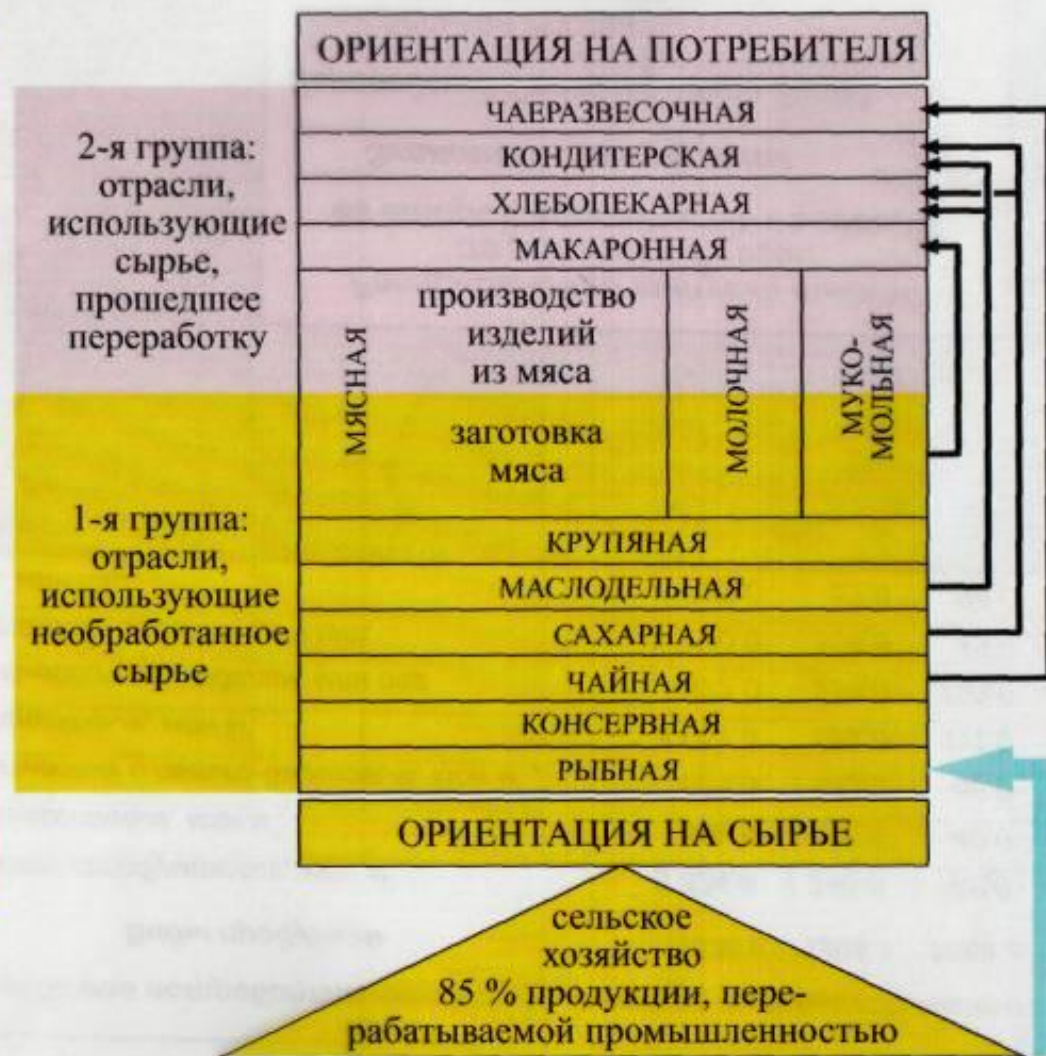 ОРИЕНТАЦИЯ НА ПОТРЕБИТЕЛЯ
2-я группа:
отрасли,
использующие
сырье,
прошедшее
переработку
ЧАЕРАЗВЕСОЧНАЯ
КОНДИТЕРСКАЯ
ХЛЕБОПЕКАРНАЯ
МАКАРОННАЯ
МЯСНАЯ
производство
изделий
из мяса
заготовка
мяса
МОЛОЧНАЯ
МУКО-
МОЛЬНАЯ
1-я группа:
отрасли,
использующие
необработанное
сырье
КРУПЯНАЯ
МАСЛОДЕЛЬНАЯ
САХАРНАЯ
ЧАЙНАЯ
КОНСЕРВНАЯ
РЫБНАЯ
ОРИЕНТАЦИЯ НА СЫРЬЕ
сельское
хозяйство
85 % продукции, пере-
рабатываемой промышленностью